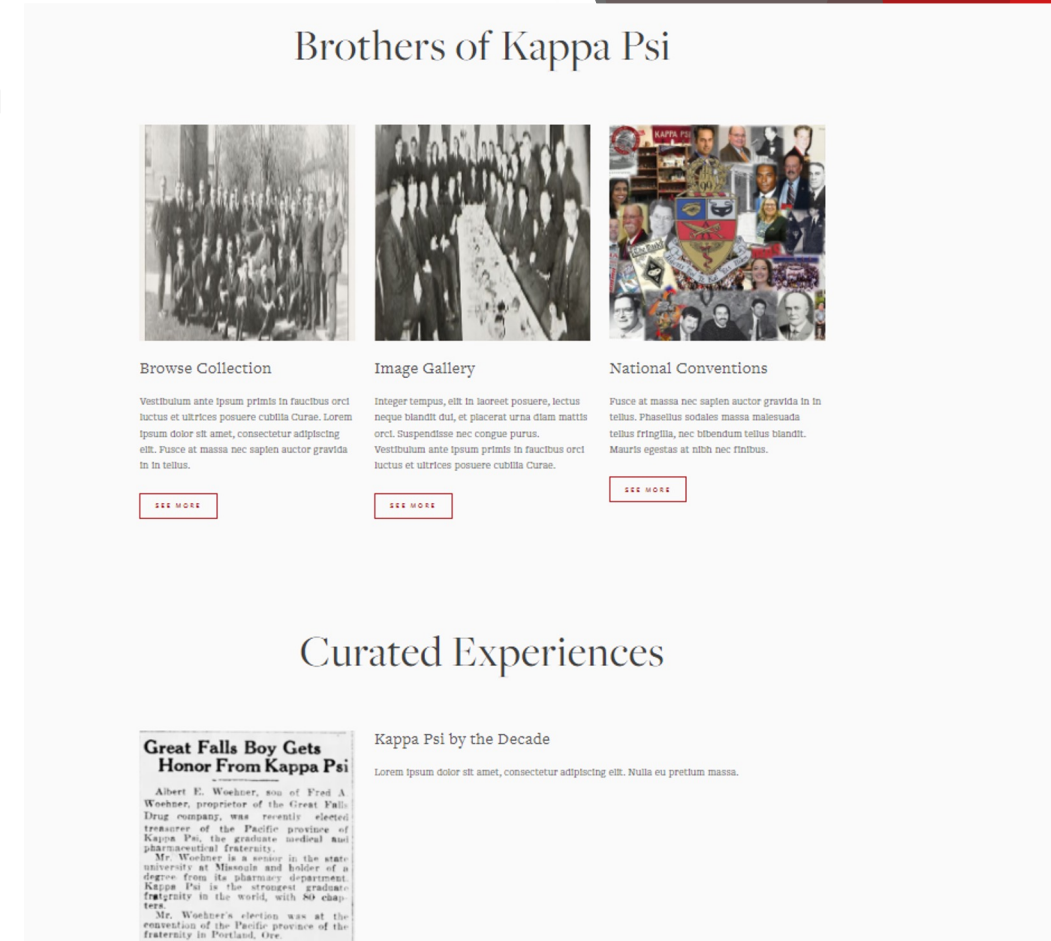 Brothers of Kappa Psi
KAPPA PSI
Browse Collection
Vestibulum ante ipsum primis in faucibus orci
luctus et ultrices posuere cubilia Curae. Lorem
ipsum dolor sit amet, consectetur adipiscing
elit. Fusce at massa nec sapien auctor gravida
in in tellus.
SEE MORE
Image Gallery
Integer tempus, elit in laoreet posuere, lectus
neque blandit dui, et placerat urna diam mattis
orci. Suspendisse nec congue purus.
Vestibulum ante ipsum primis in faucibus orci
luctus et ultrices posuere cubilia Curae.
SEE MORE
National Conventions
Fusce at massa nec sapien auctor gravida in in
tellus. Phasellus sodales massa malesuada
tellus fringilla, nec bibendum tellus blandit.
Mauris egestas at nibh nec finibus.
SEE MORE
Curated Experiences
Great Falls Boy Gets
Honor From Kappa Psi
Albert E. Woehner, son of Fred A
Woehner, proprietor of the Great Falls
Drug company, was recently elected
treasurer of the Pacific province of
Kappa Psi, the graduate medical and
pharmaceutical fraternity.
Mr. Woehner is a senior in the state
university at Missoula and holder of a
degree from its pharmacy department.
Kappa Psi is the strongest graduate
fraternity in the world, with 80 chap-
ters.
Mr. Woehner's election was at the
convention of the Pacific province of the
fraternity in Portland, Ore.
Kappa Psi by the Decade
Lorem ipsum dolor sit amet, consectetur adipiscing elit. Nulla eu pretium massa.